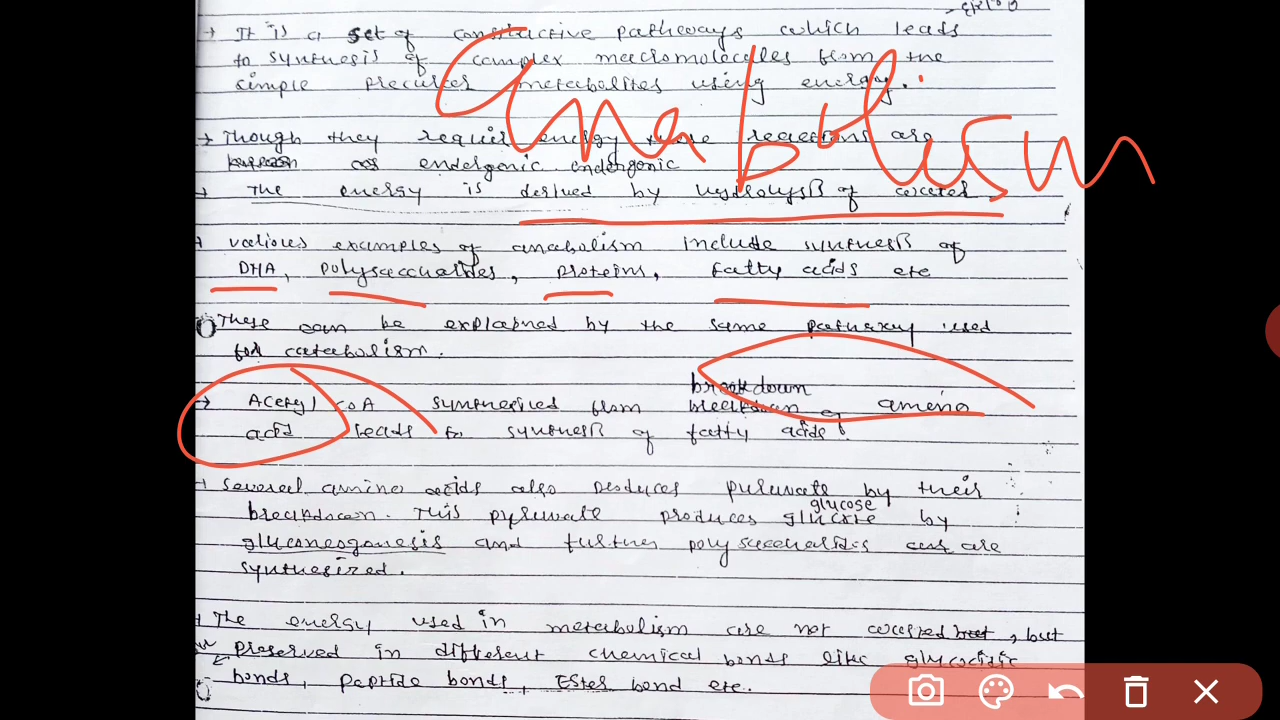 → It is a set of constructive pathways which leads
to synthesis of complex macromolecules from the
simple precursor metabolites using energy.
Anabolism
→ Though they require energy these reactions are
as endergonic. endergonic
→ The energy is derived by hydrolysis of
→ various examples of anabolism include synthesis of
DNA, polysaccharides, proteins, fatty acids etc
These can be explained by the same pathway used
for catabolism.
breakdown
→ Acetyl coA synthesized from breakdown of amino
acid leads to synthesis of fatty acids.
→ Several amino acids also produces pyruvate by their
glucose
breakdown. This pyruvate produces glucose by
gluconeogenesis and further polysaccharides are
synthesized.
→ The energy used in metabolism are not, but
preserved in different chemical bonds like glycosidic
bonds, peptide bonds, Ester bond etc.